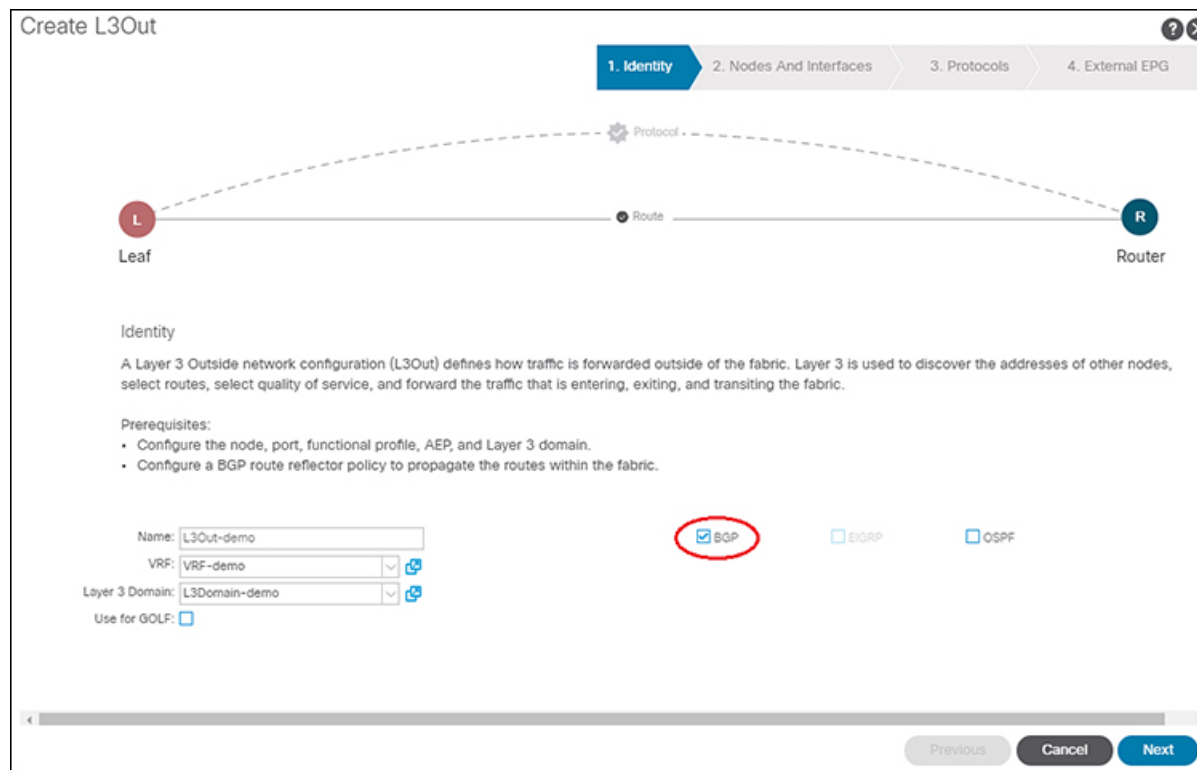 Create L3Out
1. Identity
2. Nodes And Interfaces
3. Protocols
4. External EPG
Protocol
L
Route
R
Leaf
Router
Identity
A Layer 3 Outside network configuration (L3Out) defines how traffic is forwarded outside of the fabric. Layer 3 is used to discover the addresses of other nodes,
select routes, select quality of service, and forward the traffic that is entering, exiting, and transiting the fabric.
Prerequisites:
• Configure the node, port, functional profile, AEP, and Layer 3 domain.
• Configure a BGP route reflector policy to propagate the routes within the fabric.
Name: L3Out-demo
BGP
EIGRP
OSPF
VRF: VRF-demo
Layer 3 Domain: L3Domain-demo
Use for GOLF:
Previous
Cancel
Next